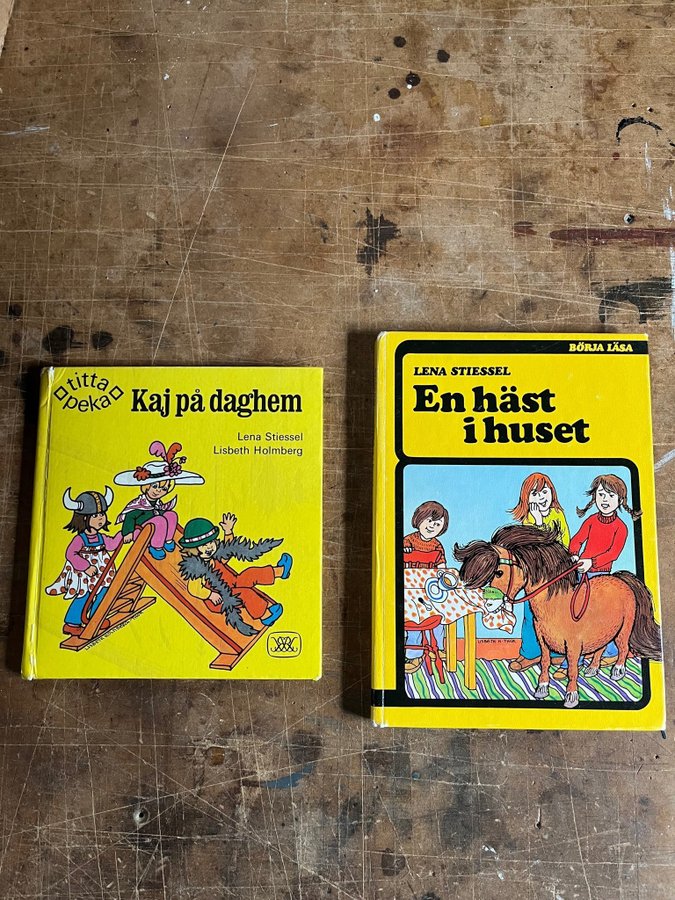 titta
peka
Kaj på daghem
Lena Stiessel
Lisbeth Holmberg
BÖRJA LÄSA
LENA STIESSEL
En häst
i huset